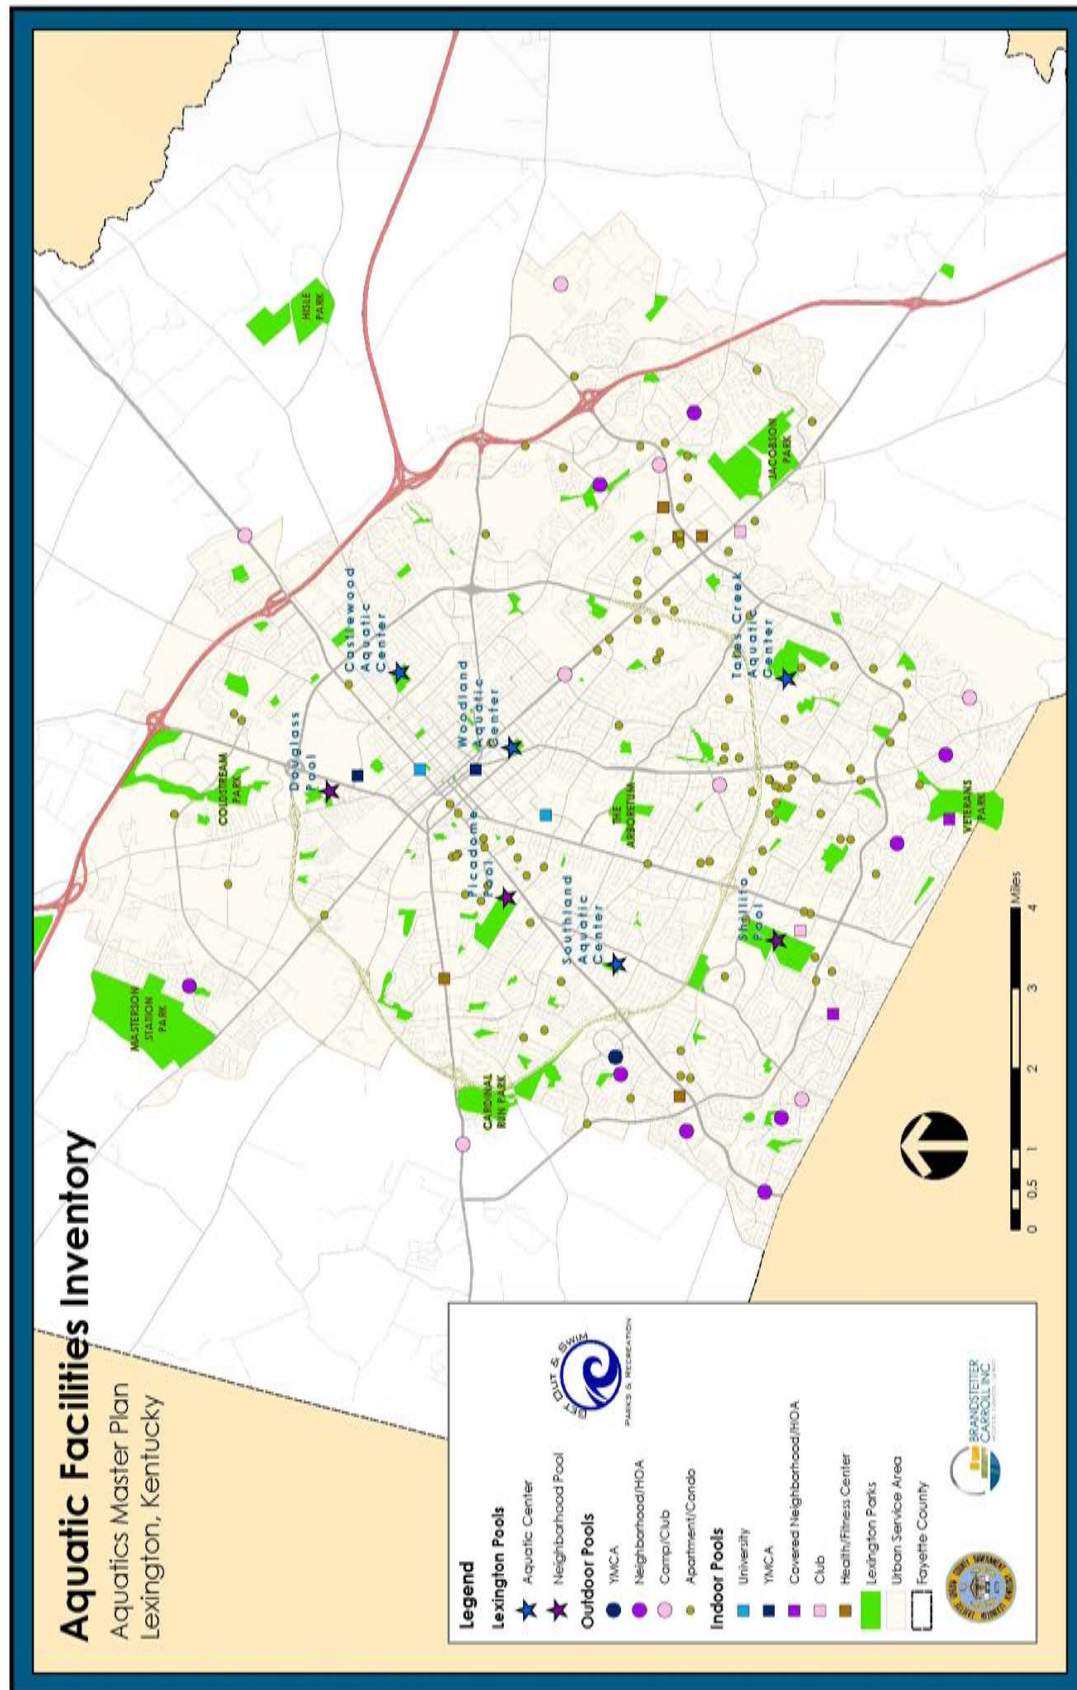 Aquatic Facilities Inventory
Aquatics Master Plan
Lexington, Kentucky
MASTERSON
STATION
PARK
COLDSTREAM
PARK
HISLE
PARK
Douglass
Pool
Castlewood
Aquatic
Center
Woodland
Aquatic
Center
Picadome
Pool
CARDINAL
RUN PARK
Southland
Aquatic
Center
THE
ARBORETUM
Tates Creek
Aquatic
Center
JACOBSON
PARK
Shillito
Pool
VETERANS
PARK
Legend
Lexington Pools
Aquatic Center
Neighborhood Pool
Outdoor Pools
YMCA
Neighborhood/HOA
Camp/Club
Apartment/Condo
Indoor Pools
University
YMCA
Covered Neighborhood/HOA
Club
Health/Fitness Center
Lexington Parks
Urban Service Area
Fayette County
GET OUT & SWIM
PARKS & RECREATION
BRANDSTETTER
CARROLL INC
0 0.5 1 2 3 4
Miles